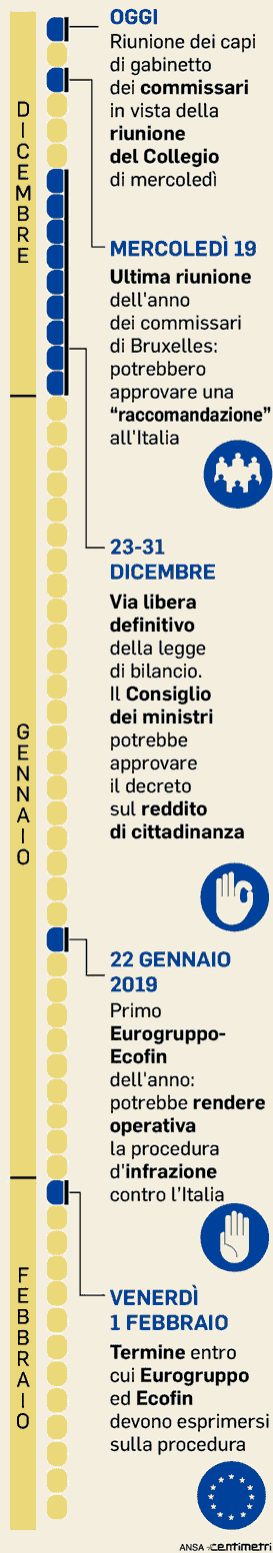 DICEMBRE
OGGI
Riunione dei capi
di gabinetto
dei commissari
in vista della
riunione
del Collegio
di mercoledì
MERCOLEDÌ 19
Ultima riunione
dell'anno
dei commissari
di Bruxelles:
potrebbero
approvare una
“raccomandazione”
all'Italia
23-31
DICEMBRE
Via libera
definitivo
della legge
di bilancio.
Il Consiglio
dei ministri
potrebbe
approvare
il decreto
sul reddito
di cittadinanza
GENNAIO
22 GENNAIO
2019
Primo
Eurogruppo-
Ecofin
dell'anno:
potrebbe rendere
operativa
la procedura
d'infrazione
contro l'Italia
FEBBRAIO
VENERDÌ
1 FEBBRAIO
Termine entro
cui Eurogruppo
ed Ecofin
devono esprimersi
sulla procedura
ANSA centimetri